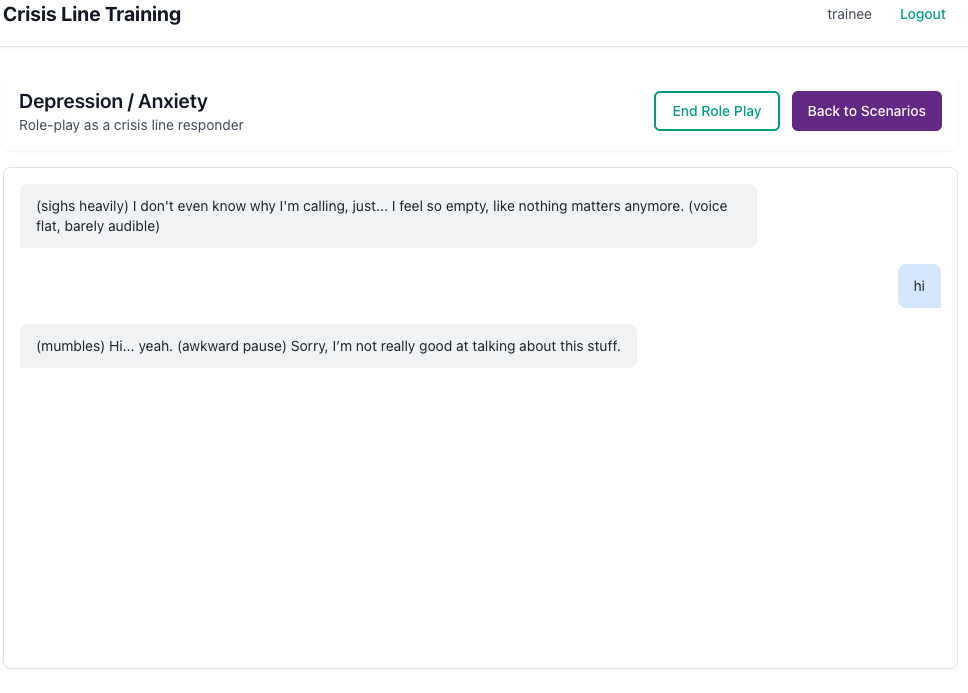 Crisis Line Training
trainee
Logout
Depression / Anxiety
Role-play as a crisis line responder
End Role Play
Back to Scenarios
(sighs heavily) I don't even know why I'm calling, just... I feel so empty, like nothing matters anymore. (voice
flat, barely audible)
hi
(mumbles) Hi... yeah. (awkward pause) Sorry, I’m not really good at talking about this stuff.